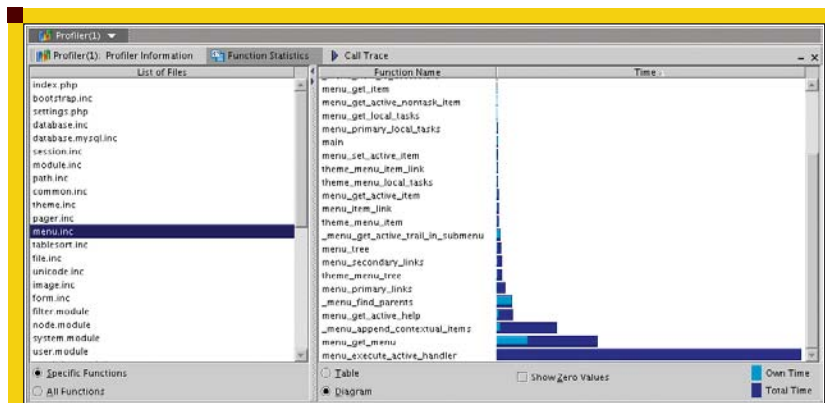 Profiler(1)
Profiler(1): Profiler Information
Function Statistics
Call Trace
List of Files
index.php
bootstrap.inc
settings.php
database.inc
database.mysql.inc
session.inc
module.inc
path.inc
common.inc
theme.inc
pager.inc
menu.inc
tablesort.inc
file.inc
unicode.inc
image.inc
form.inc
filter.module
node.module
system.module
user.module
Specific Functions
All Functions
Function Name
Time
menu_get_item
menu_get_active_nontask_item
menu_get_local_tasks
menu_primary_local_tasks
main
menu_set_active_item
theme_menu_item_link
theme_menu_local_tasks
menu_get_active_item
menu_item_link
theme_menu_item
_menu_get_active_trail_in_submenu
menu_tree
menu_secondary_links
theme_menu_tree
menu_primary_links
_menu_find_parents
menu_get_active_help
_menu_append_contextual_items
menu_get_menu
menu_execute_active_handler
Table
Diagram
Show Zero Values
Own Time
Total Time